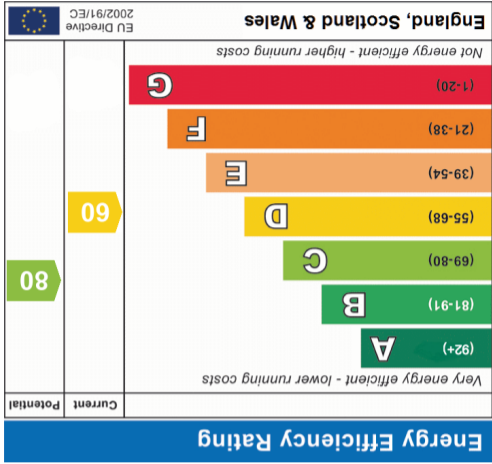 Energy Efficiency Rating
Current Potential
Very energy efficient - lower running costs
(92+) A
(81-91) B
(69-80) C
(55-68) D
(39-54) E
(21-38) F
(1-20) G
60
80
Not energy efficient - higher running costs
England, Scotland & Wales
EU Directive
2002/91/EC